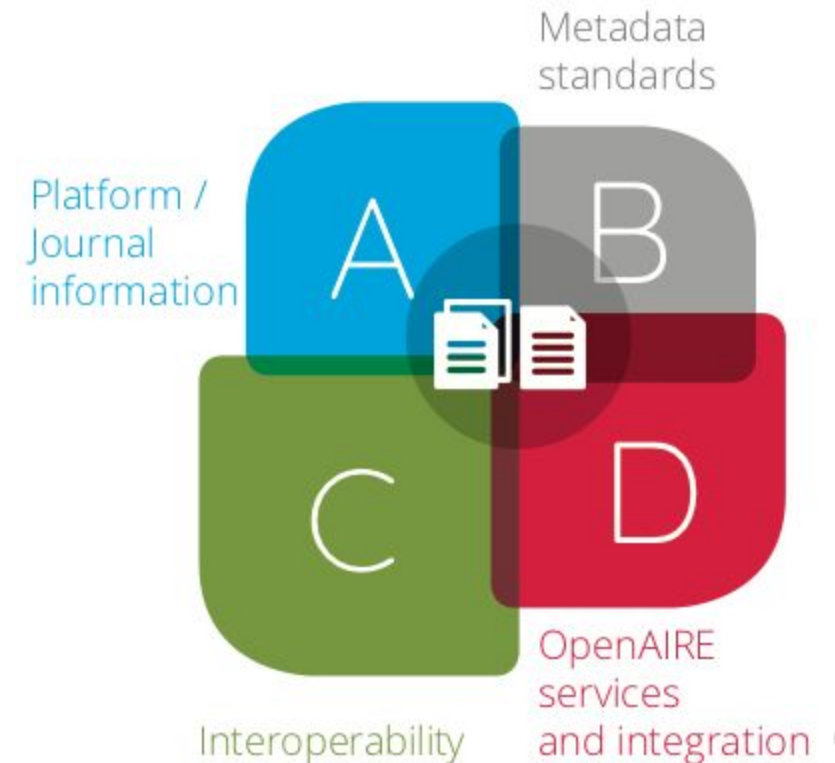 Metadata
standards
Platform /
Journal
information
A
B
C
D
OpenAIRE
services
and integration
Interoperability